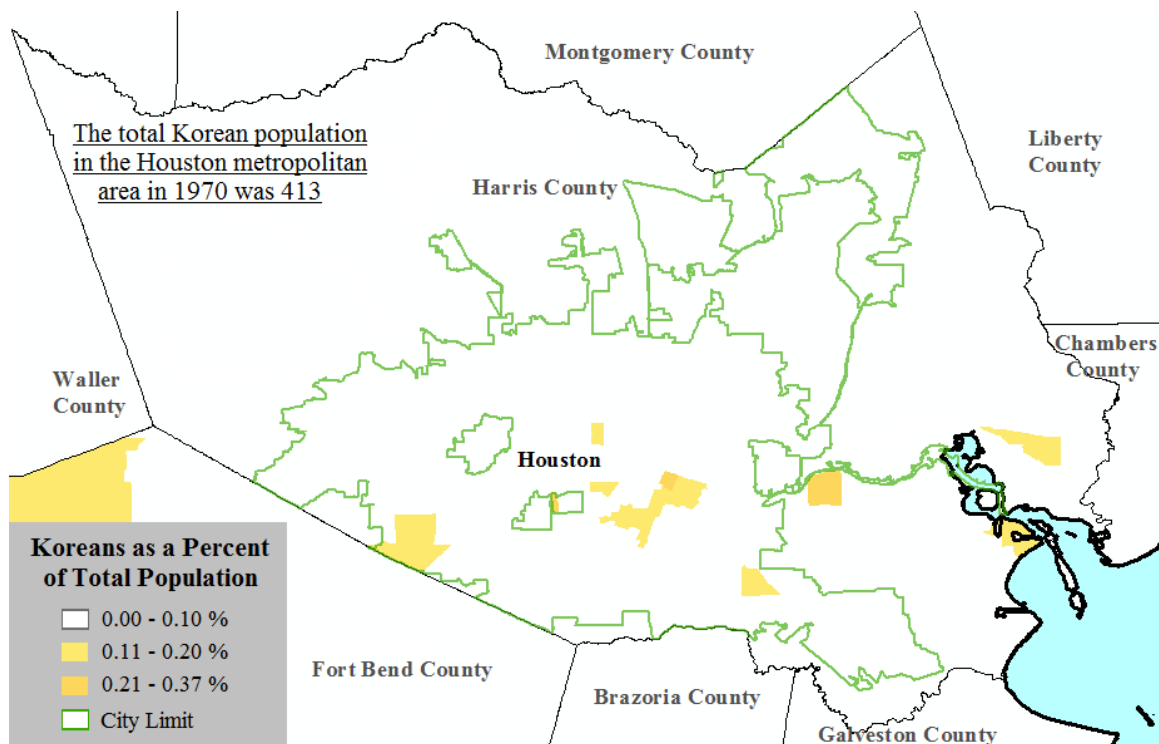 Montgomery County
The total Korean population
in the Houston metropolitan
area in 1970 was 413
Liberty
County
Harris County
Chambers
County
Waller
County
Houston
Koreans as a Percent
of Total Population
0.00 - 0.10 %
0.11 - 0.20 %
0.21 - 0.37 %
City Limit
Fort Bend County
Brazoria County
Galveston County